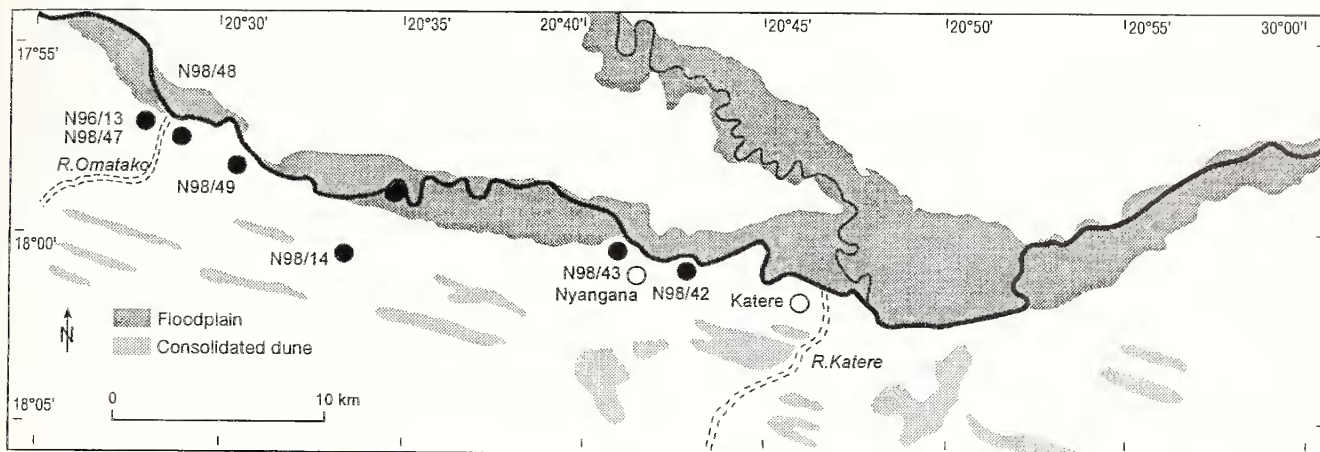 20°30' 20°35' 20°40' 20°45' 20°50' 20°55' 30°00'
17°55'
N98/48
N96/13
N98/47
R.Omatako
N98/49
18°00'
N98/14
N98/43
Nyangana
N98/42
Katere
N
Floodplain
Consolidated dune
R.Katere
0 10 km
18°05'